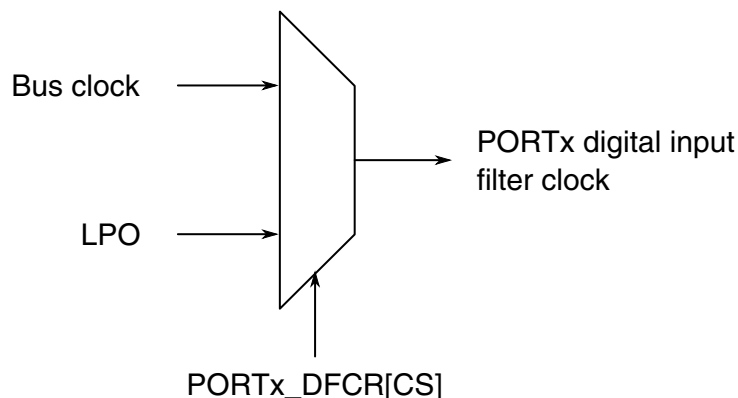 Bus clock
PORTx digital input
filter clock
LPO
PORTx_DFCR[CS]